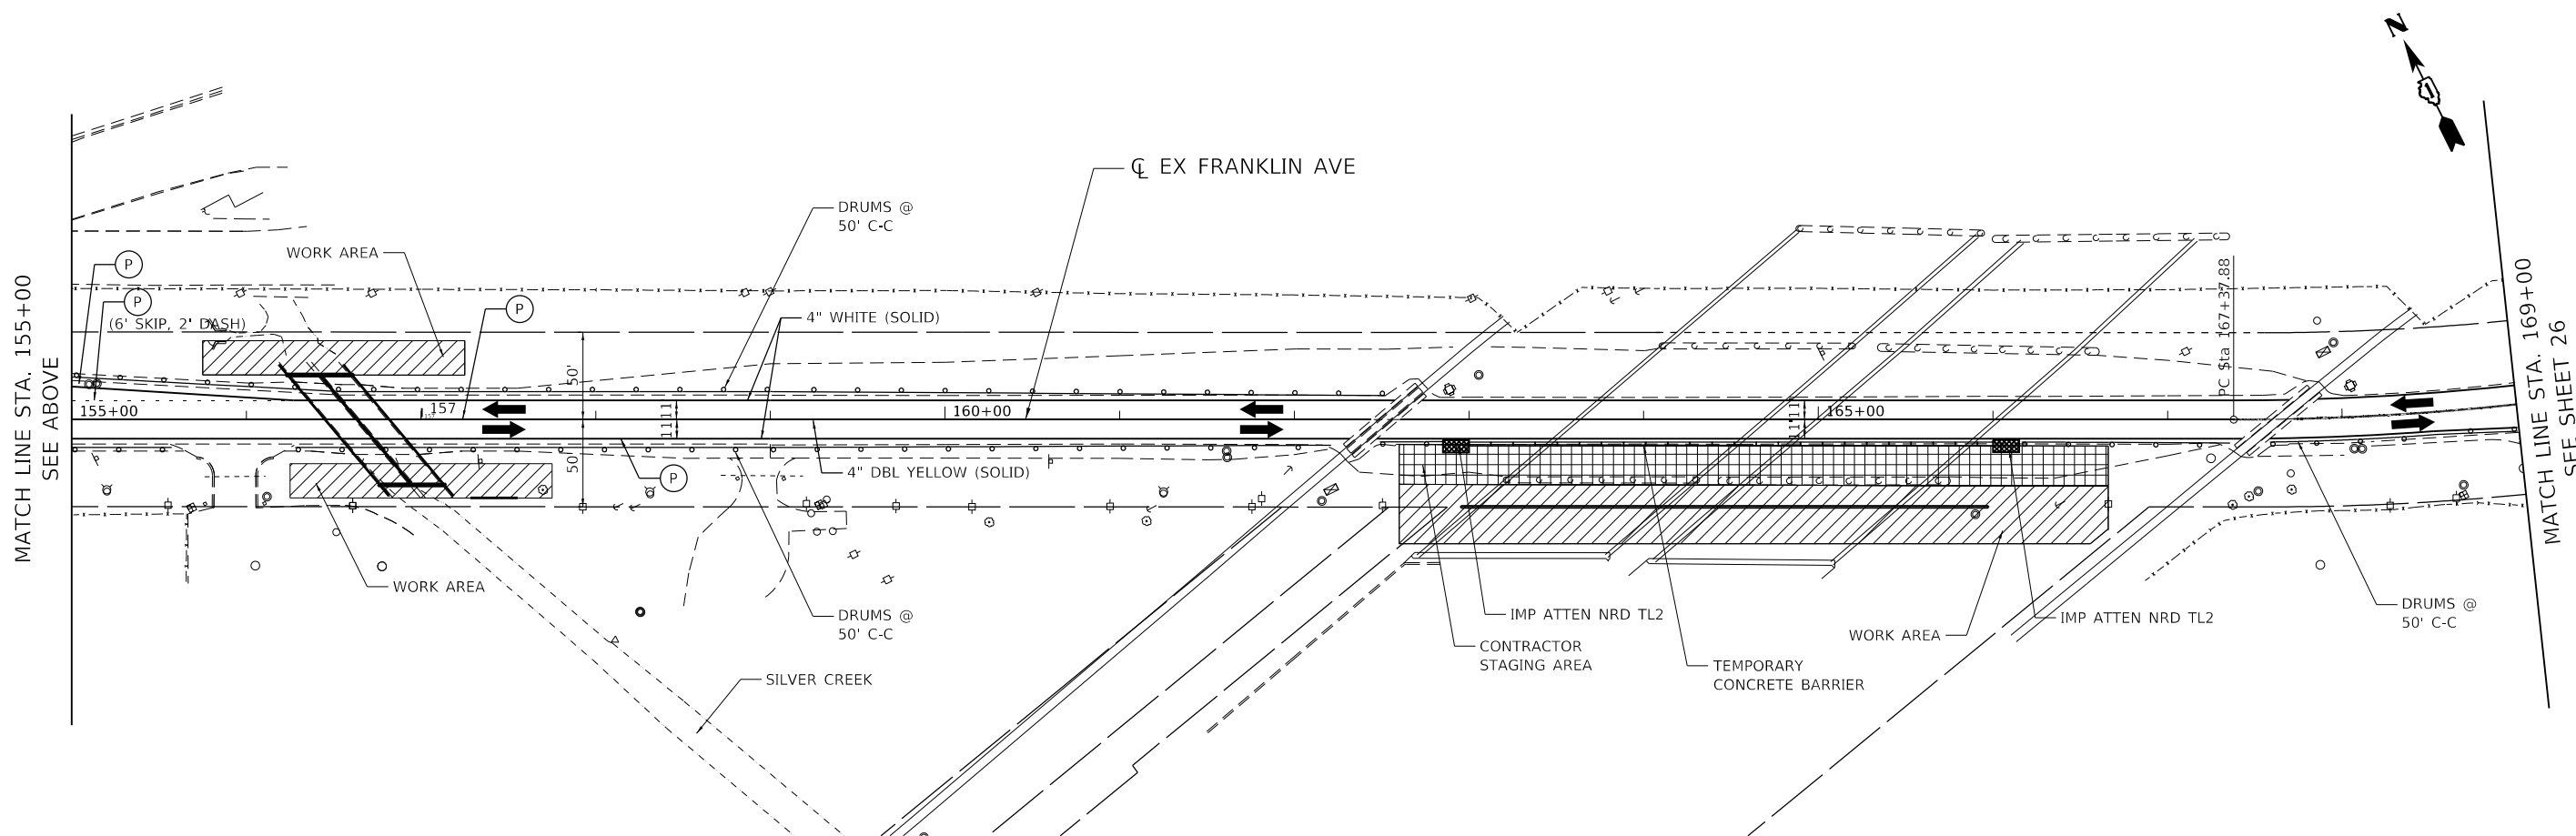 N
MATCH LINE STA. 155+00
SEE ABOVE
℄ EX FRANKLIN AVE
DRUMS @
50' C-C
WORK AREA
P
P
(6' SKIP, 2' DASH)
P
4" WHITE (SOLID)
50'
50'
155+00
157
11
11
160+00
11
11
165+00
PC Sta 167+37.88
4" DBL YELLOW (SOLID)
P
WORK AREA
DRUMS @
50' C-C
SILVER CREEK
IMP ATTEN NRD TL2
CONTRACTOR
STAGING AREA
TEMPORARY
CONCRETE BARRIER
WORK AREA
IMP ATTEN NRD TL2
DRUMS @
50' C-C
MATCH LINE STA. 169+00
SEE SHEET 26